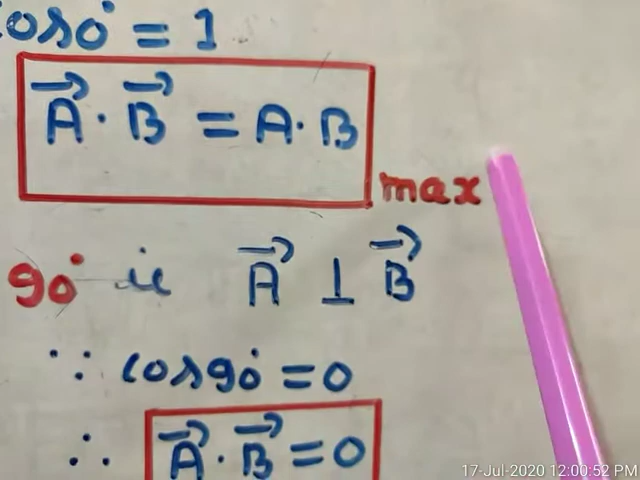 cos0° = 1
A⃗ · B⃗ = A · B
max
90° ie A⃗ ⊥ B⃗
∵ cos90° = 0
∴ A⃗ · B⃗ = 0
17-Jul-2020 12:00:52 PM